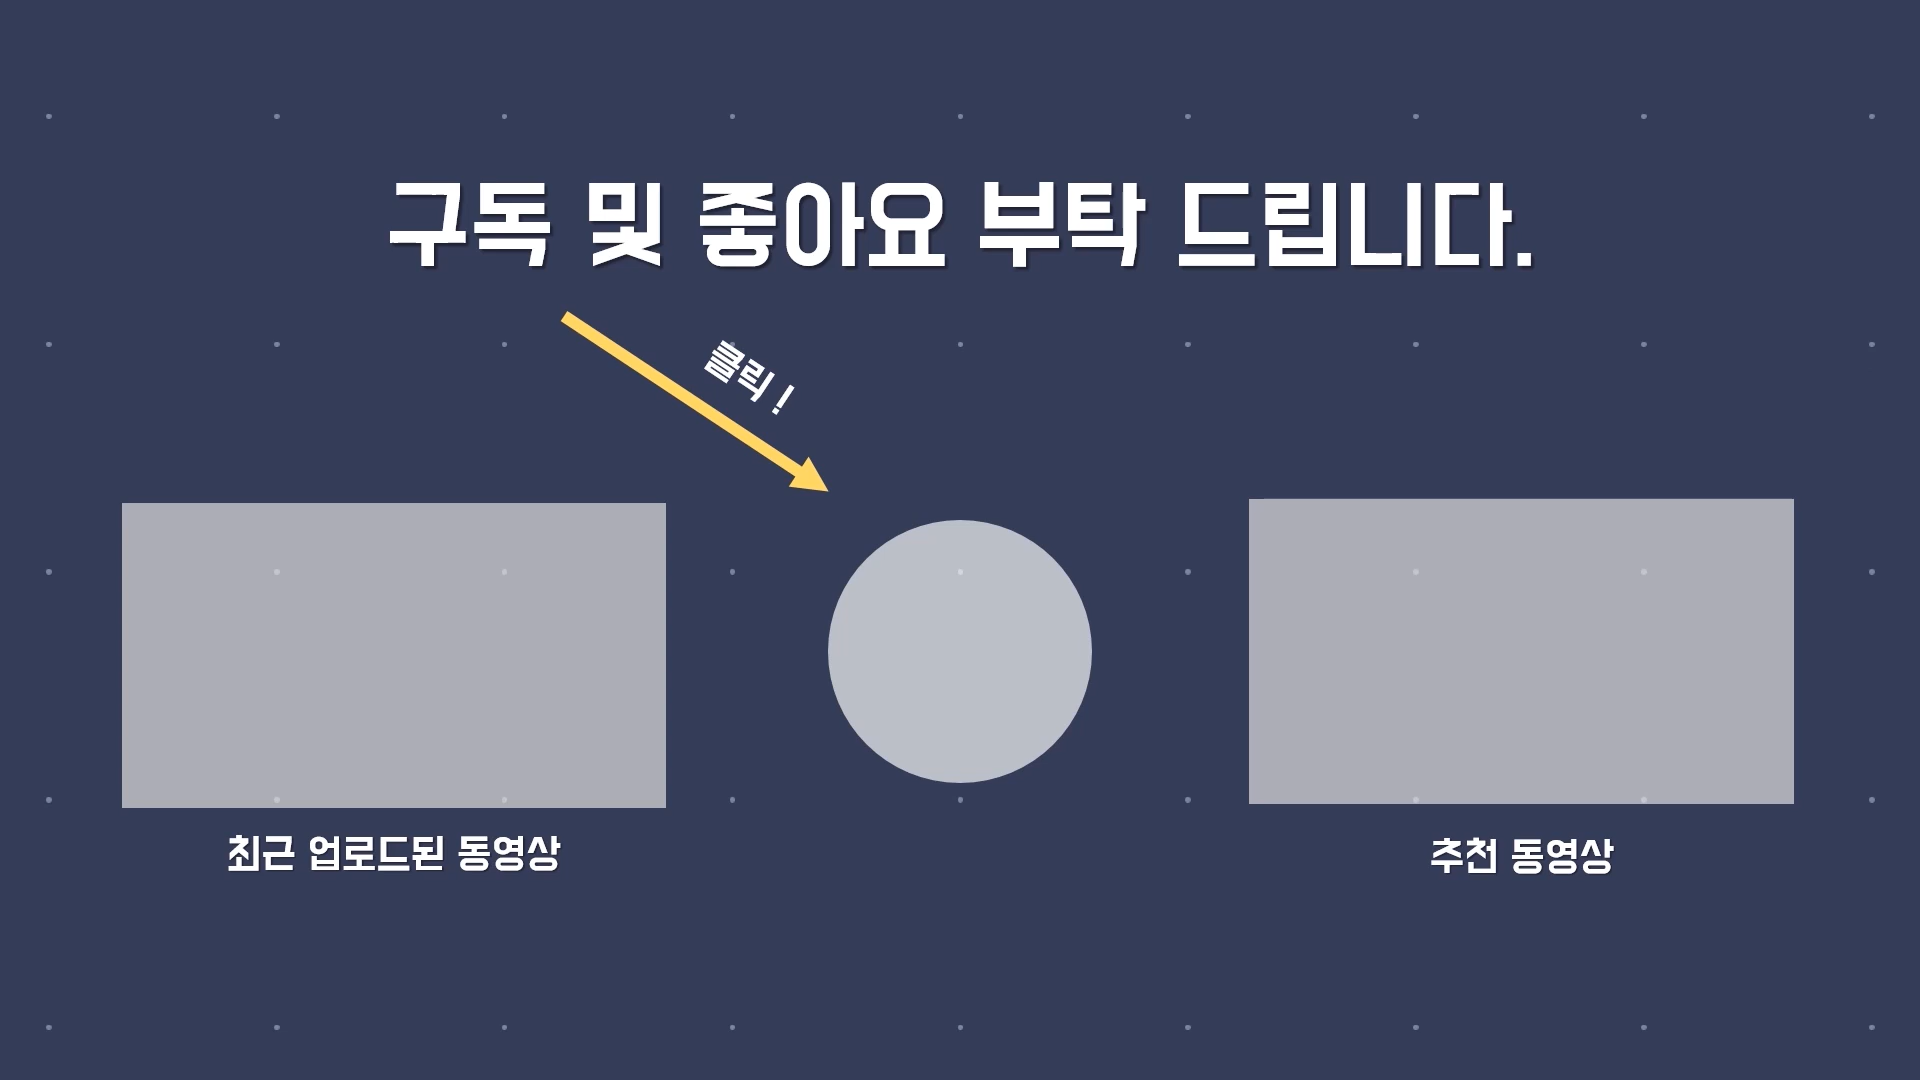 구독 및 좋아요 부탁 드립니다.
클릭 !
최근 업로드된 동영상
추천 동영상